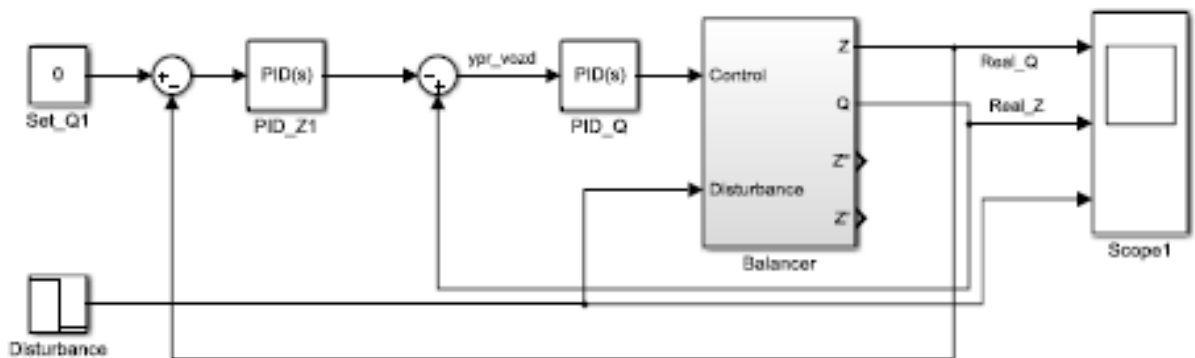 0
Set_Q1
PID(s)
PID_Z1
ypr_vozd
PID(s)
PID_Q
Control
Disturbance
Z
Q
Z"
Z'
Balancer
Real_Q
Real_Z
Scope1
Disturbance